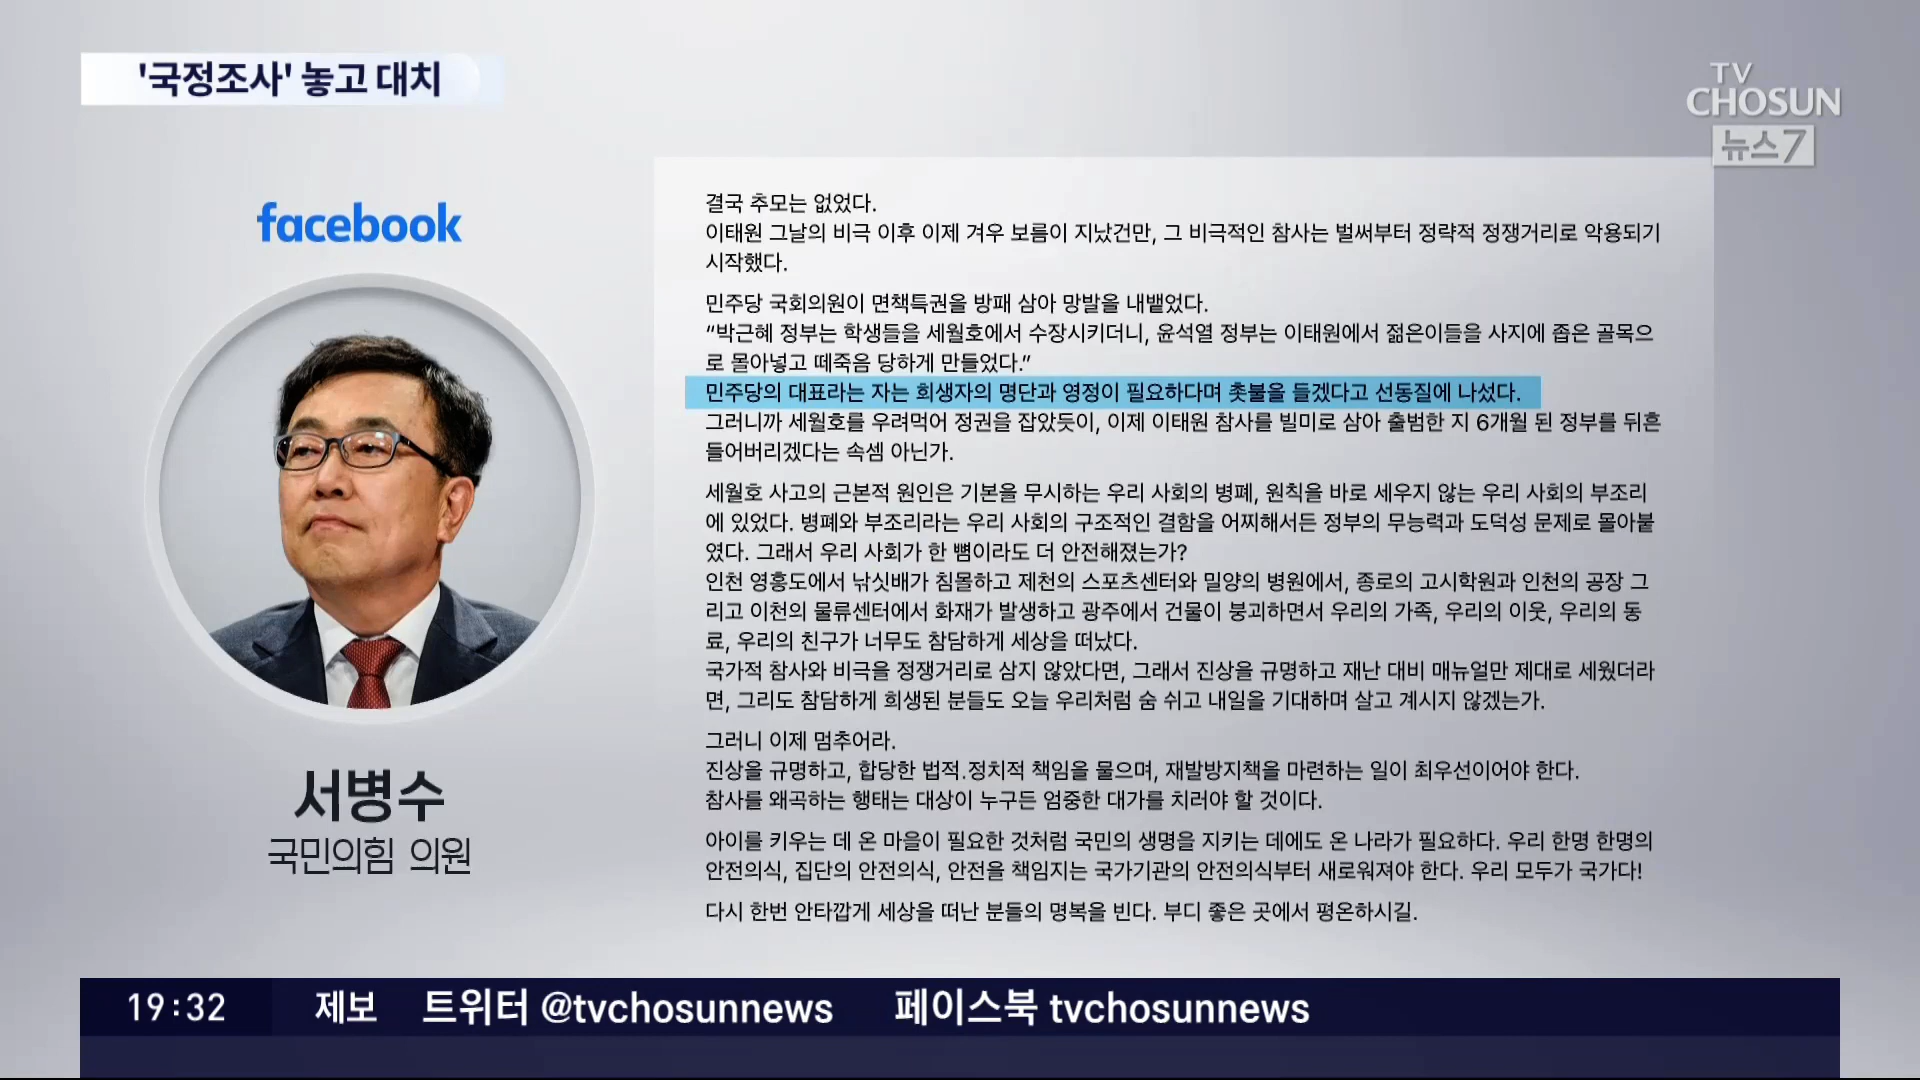 '국정조사' 놓고 대치
TV
CHOSUN
뉴스7
facebook
서병수
국민의힘 의원
결국 추모는 없었다.
이태원 그날의 비극 이후 이제 겨우 보름이 지났건만, 그 비극적인 참사는 벌써부터 정략적 정쟁거리로 악용되기
시작했다.
민주당 국회의원이 면책특권을 방패 삼아 망발을 내뱉었다.
“박근혜 정부는 학생들을 세월호에서 수장시키더니, 윤석열 정부는 이태원에서 젊은이들을 사지에 좁은 골목으
로 몰아넣고 떼죽음 당하게 만들었다.”
민주당의 대표라는 자는 희생자의 명단과 영정이 필요하다며 촛불을 들겠다고 선동질에 나섰다.
그러니까 세월호를 우려먹어 정권을 잡았듯이, 이제 이태원 참사를 빌미로 삼아 출범한 지 6개월 된 정부를 뒤흔
들어버리겠다는 속셈 아닌가.
세월호 사고의 근본적 원인은 기본을 무시하는 우리 사회의 병폐, 원칙을 바로 세우지 않는 우리 사회의 부조리
에 있었다. 병폐와 부조리라는 우리 사회의 구조적인 결함을 어찌해서든 정부의 무능력과 도덕성 문제로 몰아붙
였다. 그래서 우리 사회가 한 뼘이라도 더 안전해졌는가?
인천 영흥도에서 낚싯배가 침몰하고 제천의 스포츠센터와 밀양의 병원에서, 종로의 고시학원과 인천의 공장 그
리고 이천의 물류센터에서 화재가 발생하고 광주에서 건물이 붕괴하면서 우리의 가족, 우리의 이웃, 우리의 동
료, 우리의 친구가 너무도 참담하게 세상을 떠났다.
국가적 참사와 비극을 정쟁거리로 삼지 않았다면, 그래서 진상을 규명하고 재난 대비 매뉴얼만 제대로 세웠더라
면, 그리도 참담하게 희생된 분들도 오늘 우리처럼 숨 쉬고 내일을 기대하며 살고 계시지 않겠는가.
그러니 이제 멈추어라.
진상을 규명하고, 합당한 법적.정치적 책임을 물으며, 재발방지책을 마련하는 일이 최우선이어야 한다.
참사를 왜곡하는 행태는 대상이 누구든 엄중한 대가를 치러야 할 것이다.
아이를 키우는 데 온 마을이 필요한 것처럼 국민의 생명을 지키는 데에도 온 나라가 필요하다. 우리 한명 한명의
안전의식, 집단의 안전의식, 안전을 책임지는 국가기관의 안전의식부터 새로워져야 한다. 우리 모두가 국가다!
다시 한번 안타깝게 세상을 떠난 분들의 명복을 빈다. 부디 좋은 곳에서 평온하시길.
19:32 제보 트위터 @tvchosunnews 페이스북 tvchosunnews